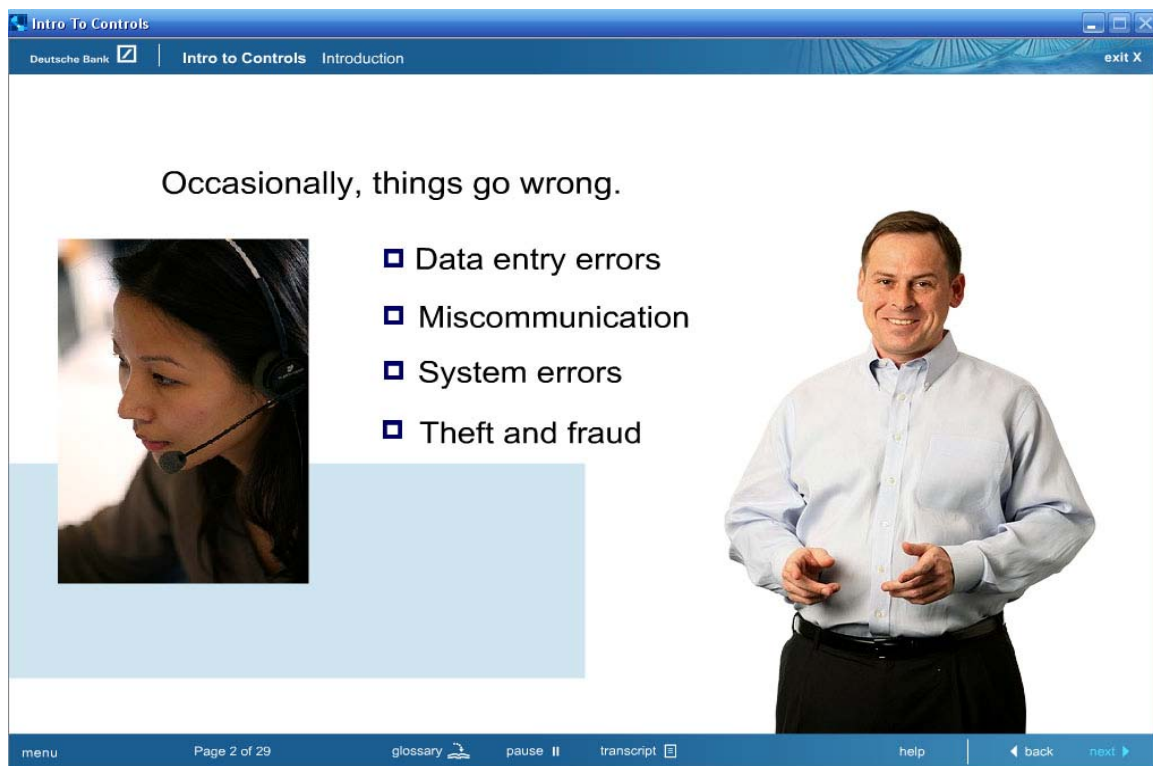 Intro To Controls
Deutsche Bank Intro to Controls Introduction exit X
Occasionally, things go wrong.
Data entry errors
Miscommunication
System errors
Theft and fraud
menu Page 2 of 29 glossary pause transcript help back next